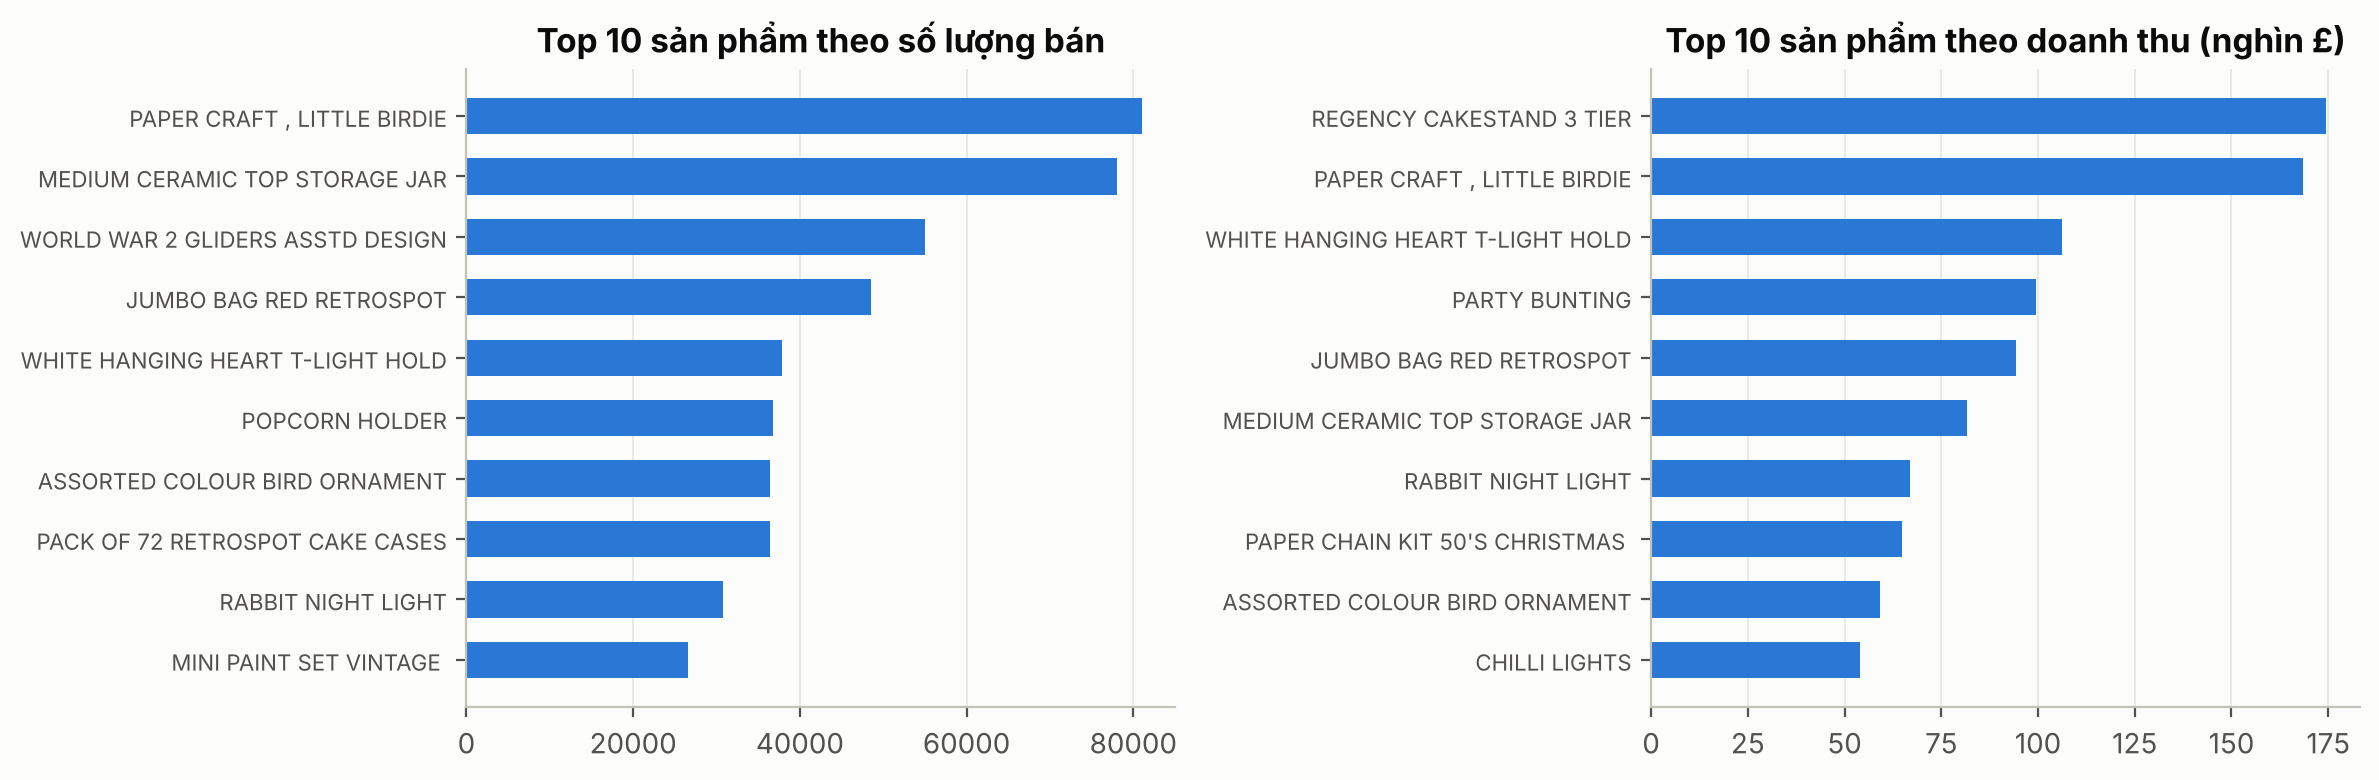 Top 10 sản phẩm theo số lượng bán
PAPER CRAFT , LITTLE BIRDIE
MEDIUM CERAMIC TOP STORAGE JAR
WORLD WAR 2 GLIDERS ASSTD DESIGN
JUMBO BAG RED RETROSPOT
WHITE HANGING HEART T-LIGHT HOLD
POPCORN HOLDER
ASSORTED COLOUR BIRD ORNAMENT
PACK OF 72 RETROSPOT CAKE CASES
RABBIT NIGHT LIGHT
MINI PAINT SET VINTAGE
0 20000 40000 60000 80000
Top 10 sản phẩm theo doanh thu (nghìn £)
REGENCY CAKESTAND 3 TIER
PAPER CRAFT , LITTLE BIRDIE
WHITE HANGING HEART T-LIGHT HOLD
PARTY BUNTING
JUMBO BAG RED RETROSPOT
MEDIUM CERAMIC TOP STORAGE JAR
RABBIT NIGHT LIGHT
PAPER CHAIN KIT 50'S CHRISTMAS
ASSORTED COLOUR BIRD ORNAMENT
CHILLI LIGHTS
0 25 50 75 100 125 150 175